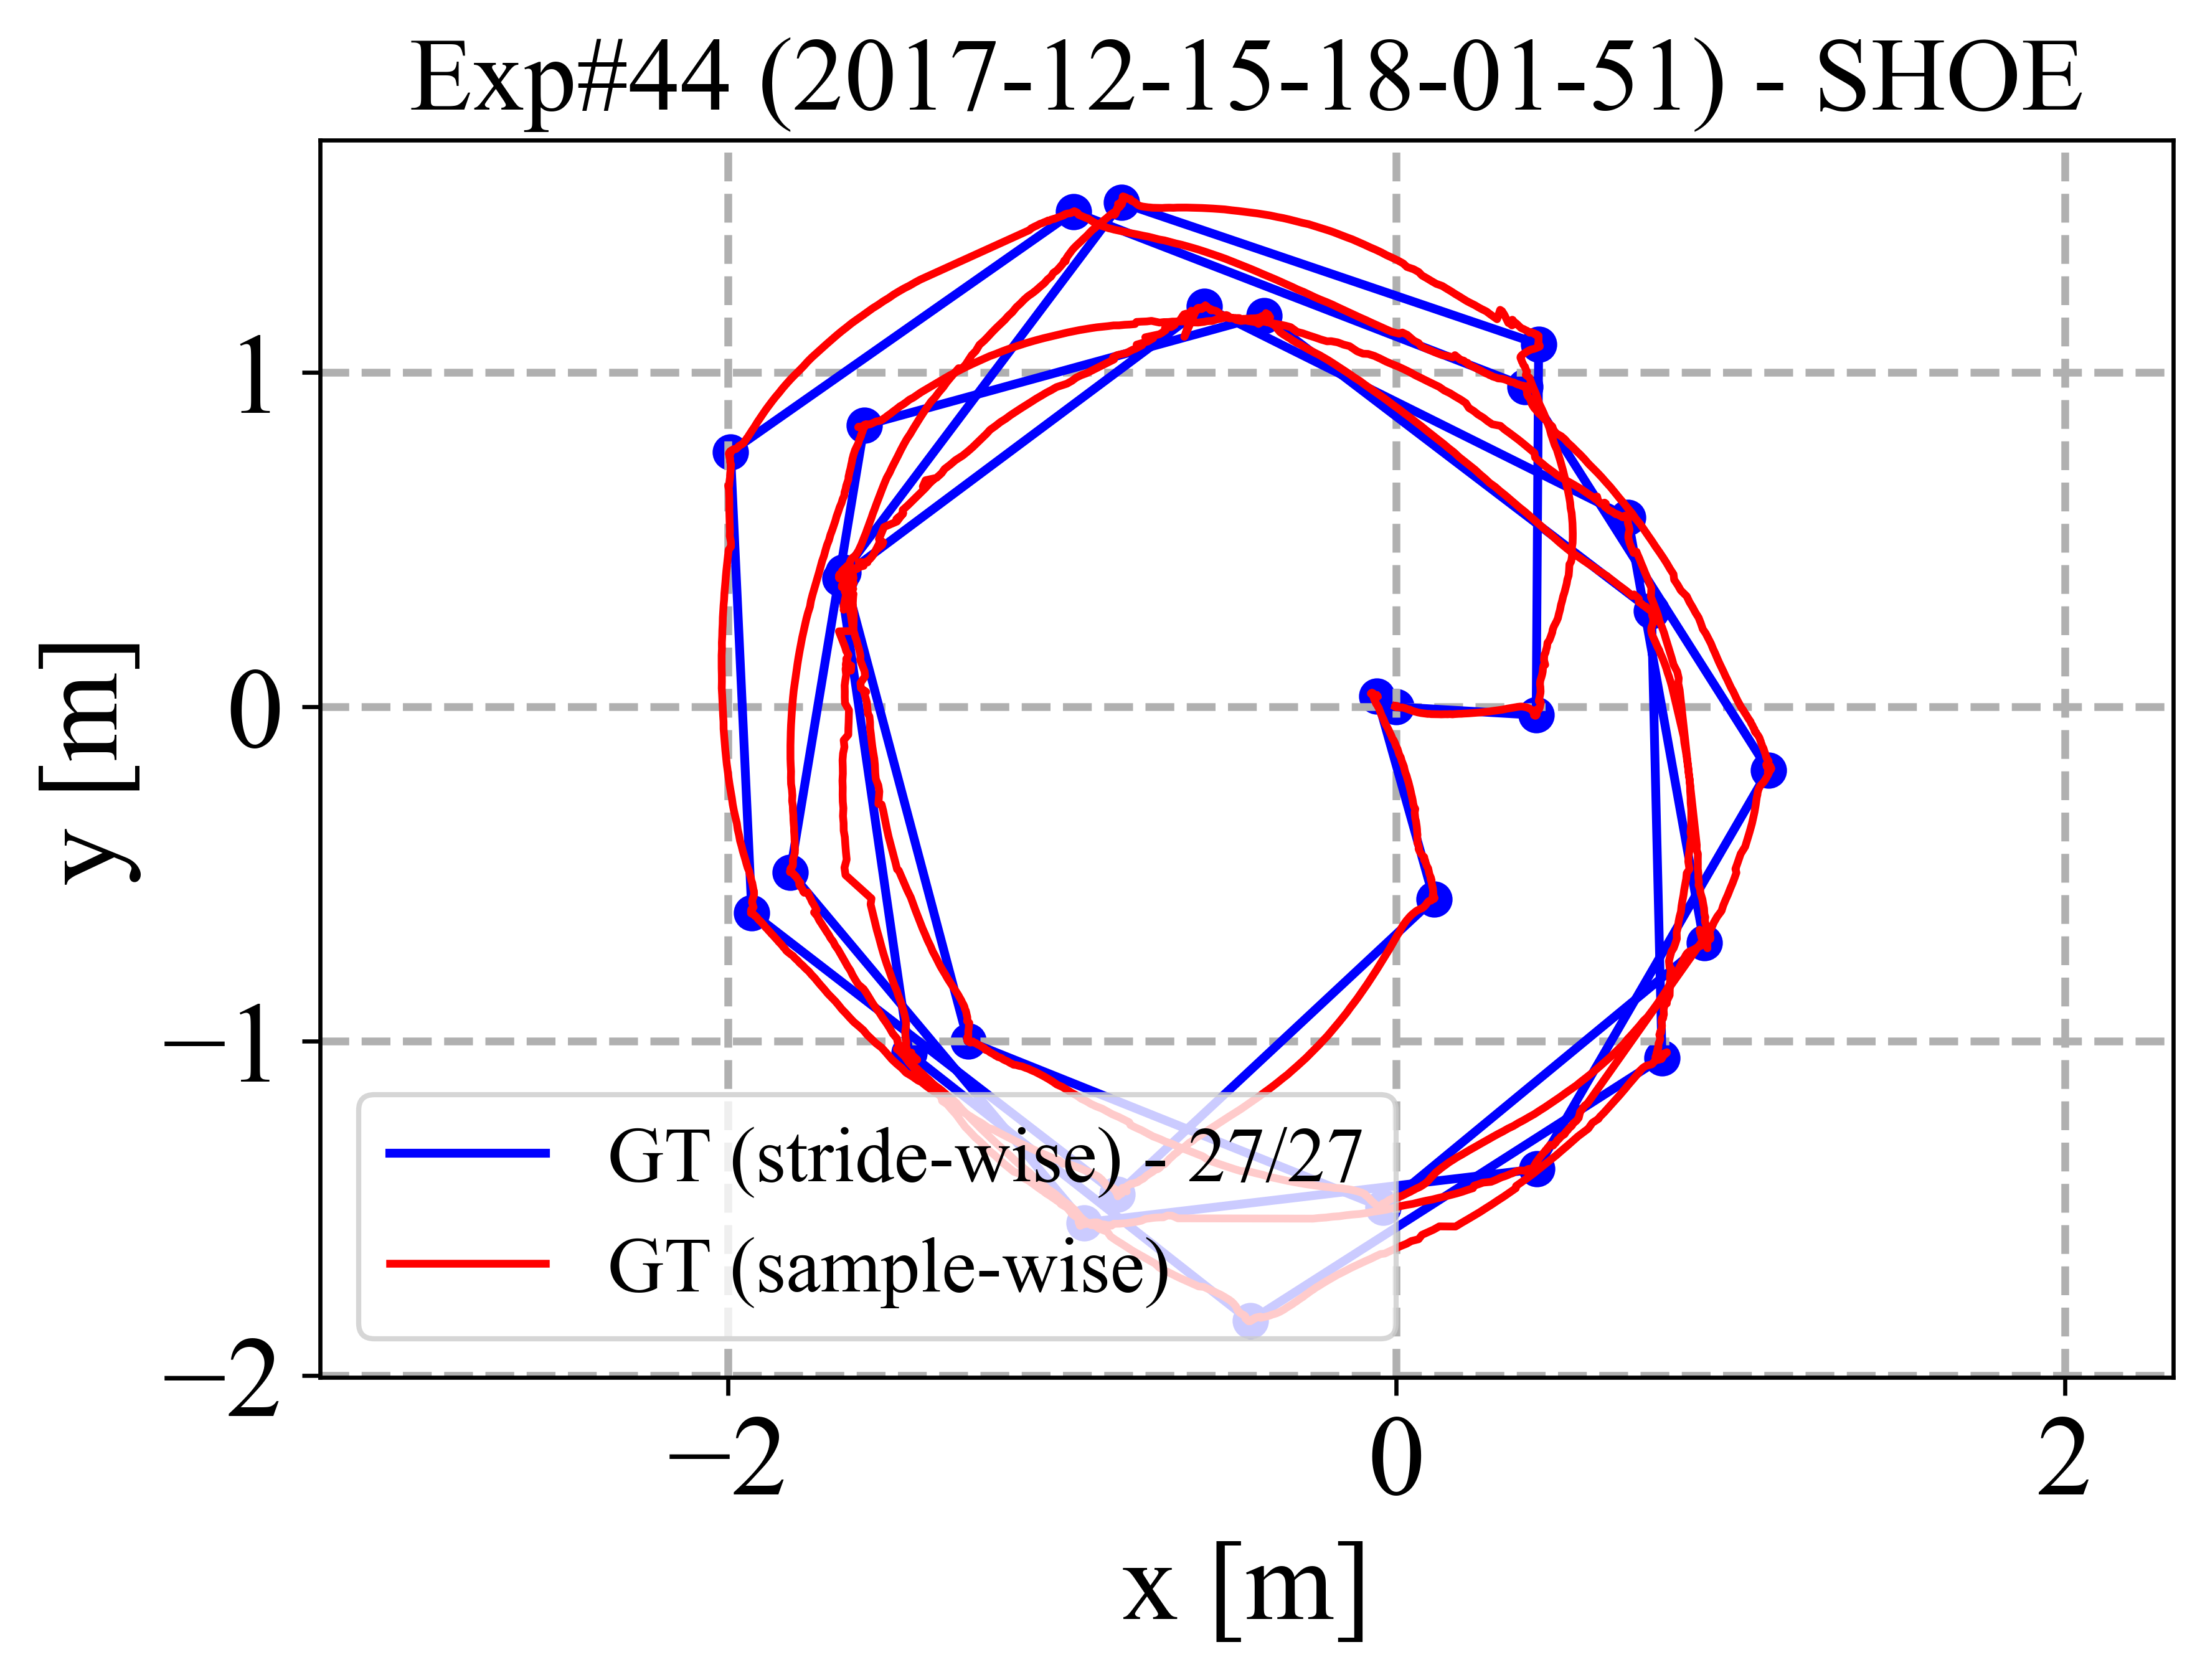 Exp#44 (2017-12-15-18-01-51) - SHOE
y [m]
1
0
−1
−2
GT (stride-wise) - 27/27
GT (sample-wise)
−2
0
2
x [m]